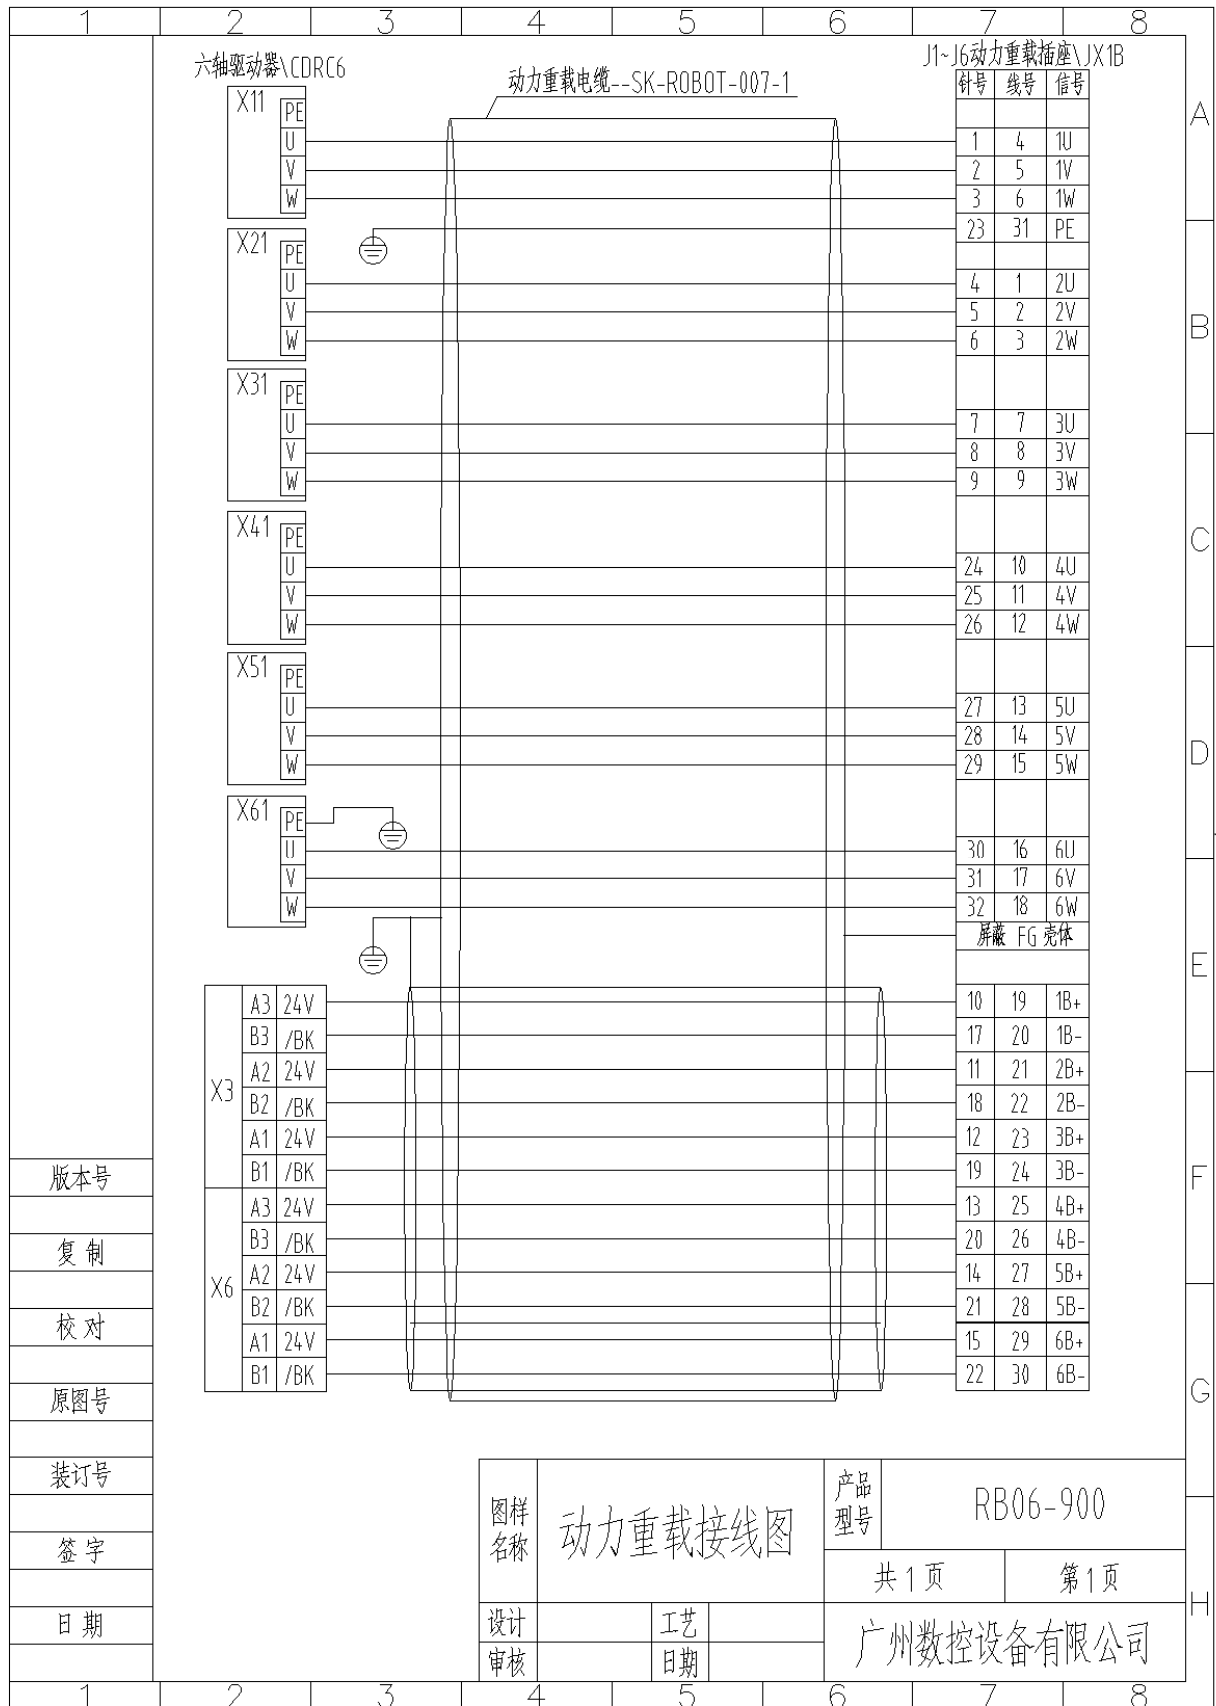 1 2 3 4 5 6 7 8
六轴驱动器\CDRC6
动力重载电缆--SK-ROBOT-007-1
J1~J6动力重载插座\JX1B
针号 线号 信号
X11
PE
U 1 4 1U
V 2 5 1V
W 3 6 1W
23 31 PE
X21
PE
U 4 1 2U
V 5 2 2V
W 6 3 2W
X31
PE
U 7 7 3U
V 8 8 3V
W 9 9 3W
X41
PE
U 24 10 4U
V 25 11 4V
W 26 12 4W
X51
PE
U 27 13 5U
V 28 14 5V
W 29 15 5W
X61
PE
U 30 16 6U
V 31 17 6V
W 32 18 6W
屏蔽 FG 壳体
X3
A3 24V 10 19 1B+
B3 /BK 17 20 1B-
A2 24V 11 21 2B+
B2 /BK 18 22 2B-
A1 24V 12 23 3B+
B1 /BK 19 24 3B-
X6
A3 24V 13 25 4B+
B3 /BK 20 26 4B-
A2 24V 14 27 5B+
B2 /BK 21 28 5B-
A1 24V 15 29 6B+
B1 /BK 22 30 6B-
A
B
C
D
E
F
G
H
版本号
复制
校对
原图号
装订号
签字
日期
图样
名称
动力重载接线图
产品
型号
RB06-900
共1页
第1页
设计
工艺
审核
日期
广州数控设备有限公司
1 2 3 4 5 6 7 8